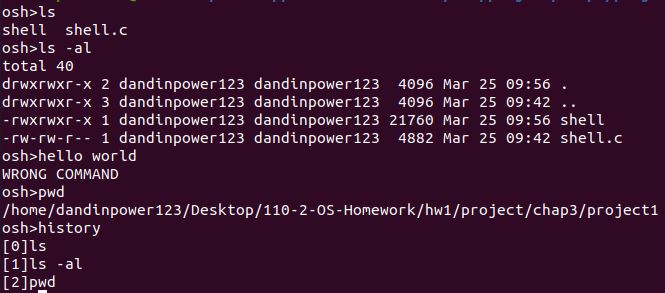 osh>ls
shell  shell.c
osh>ls -al
total 40
drwxrwxr-x 2 dandinpower123 dandinpower123  4096 Mar 25 09:56 .
drwxrwxr-x 3 dandinpower123 dandinpower123  4096 Mar 25 09:42 ..
-rwxrwxr-x 1 dandinpower123 dandinpower123 21760 Mar 25 09:56 shell
-rw-rw-r-- 1 dandinpower123 dandinpower123  4882 Mar 25 09:42 shell.c
osh>hello world
WRONG COMMAND
osh>pwd
/home/dandinpower123/Desktop/110-2-OS-Homework/hw1/project/chap3/project1
osh>history
[0]ls
[1]ls -al
[2]pwd